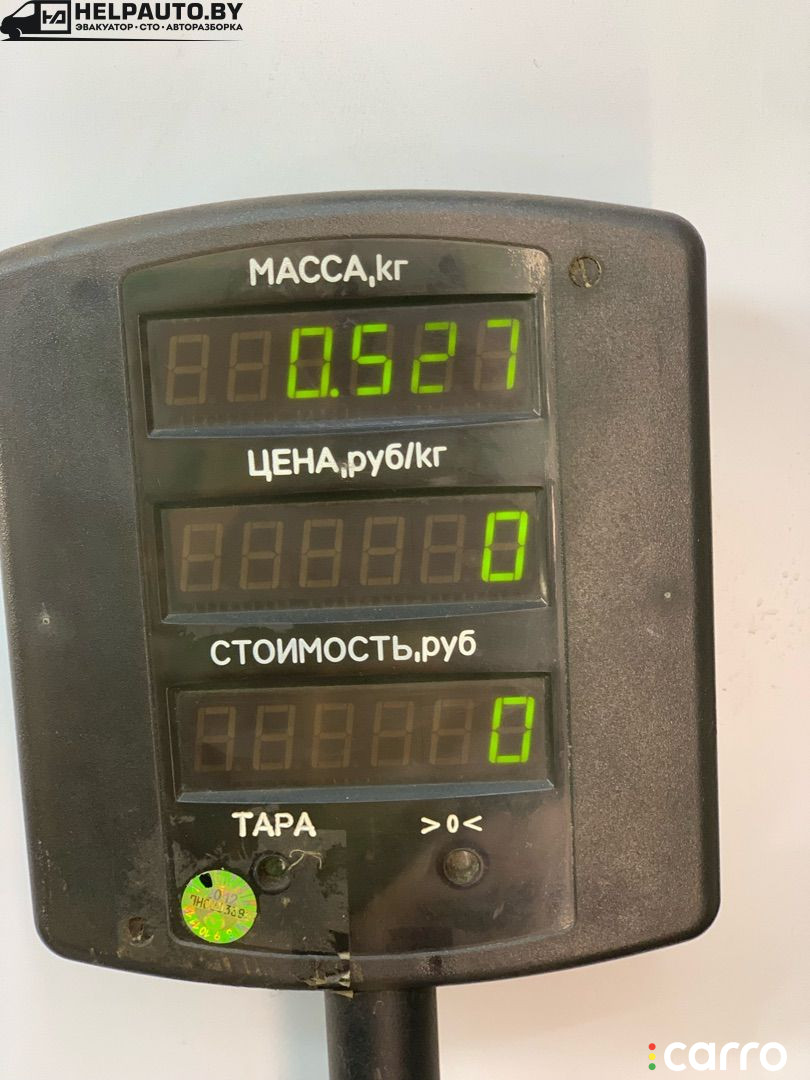 HELPAUTO.BY
ЭВАКУАТОР • СТО • АВТОРАЗБОРКА
МАССА,кг
0.527
ЦЕНА,руб/кг
0
СТОИМОСТЬ,руб
0
ТАРА >0<
carro